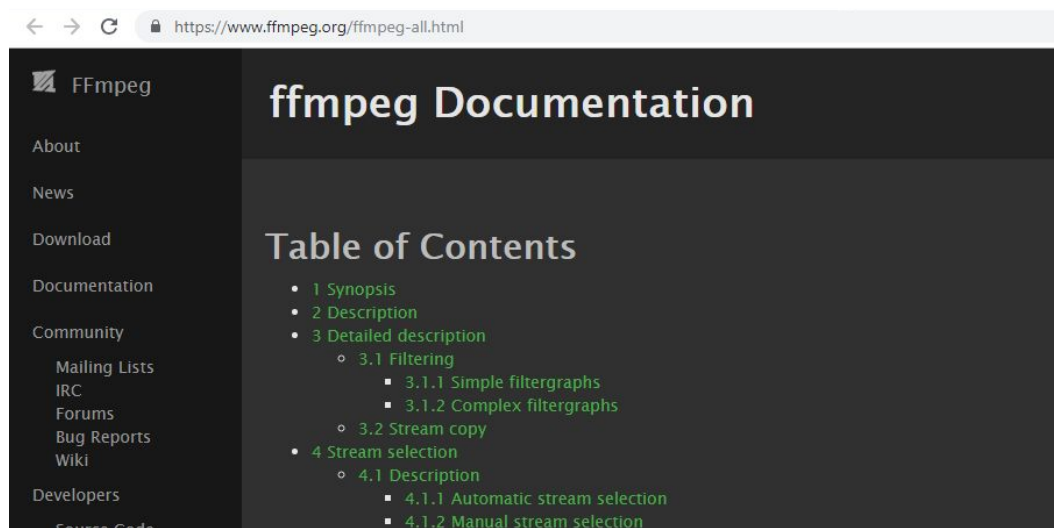 https://www.ffmpeg.org/ffmpeg-all.html
FFmpeg
About
News
Download
Documentation
Community
Mailing Lists
IRC
Forums
Bug Reports
Wiki
Developers
Source Code
ffmpeg Documentation
Table of Contents
1 Synopsis
2 Description
3 Detailed description
3.1 Filtering
3.1.1 Simple filtergraphs
3.1.2 Complex filtergraphs
3.2 Stream copy
4 Stream selection
4.1 Description
4.1.1 Automatic stream selection
4.1.2 Manual stream selection